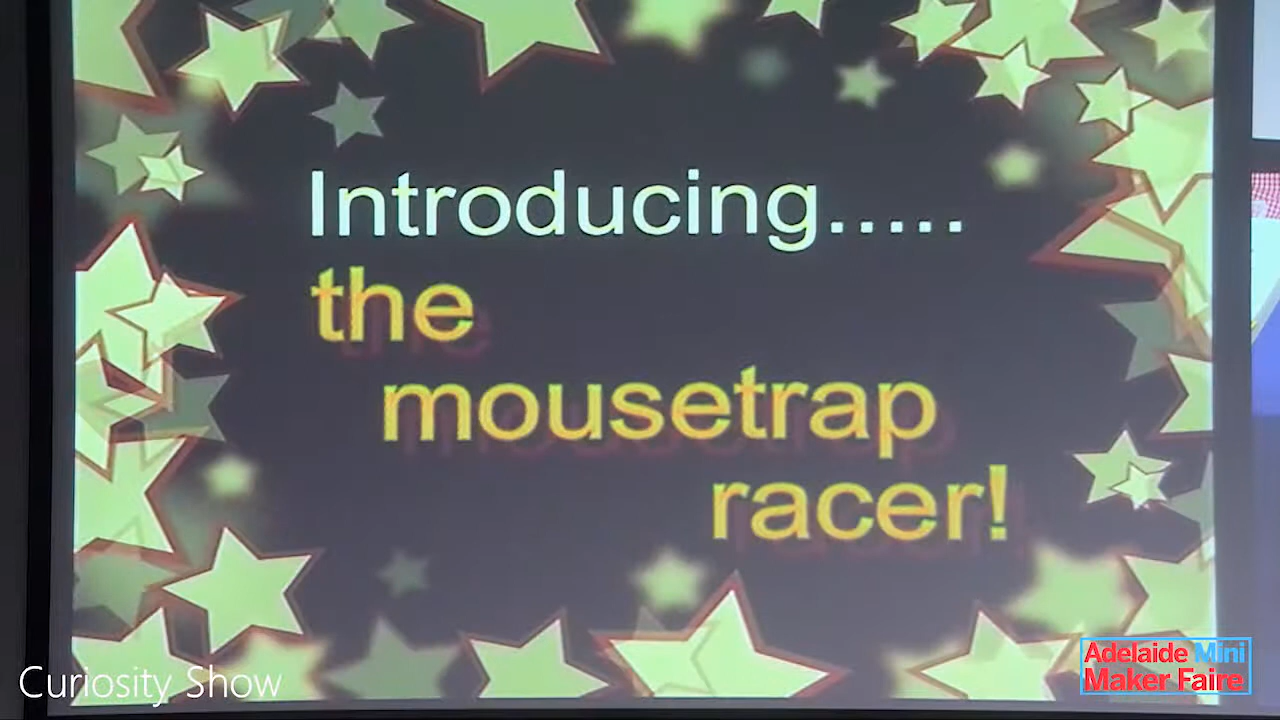 Introducing.....
the
mousetrap
racer!
Curiosity Show
Adelaide Mini
Maker Faire